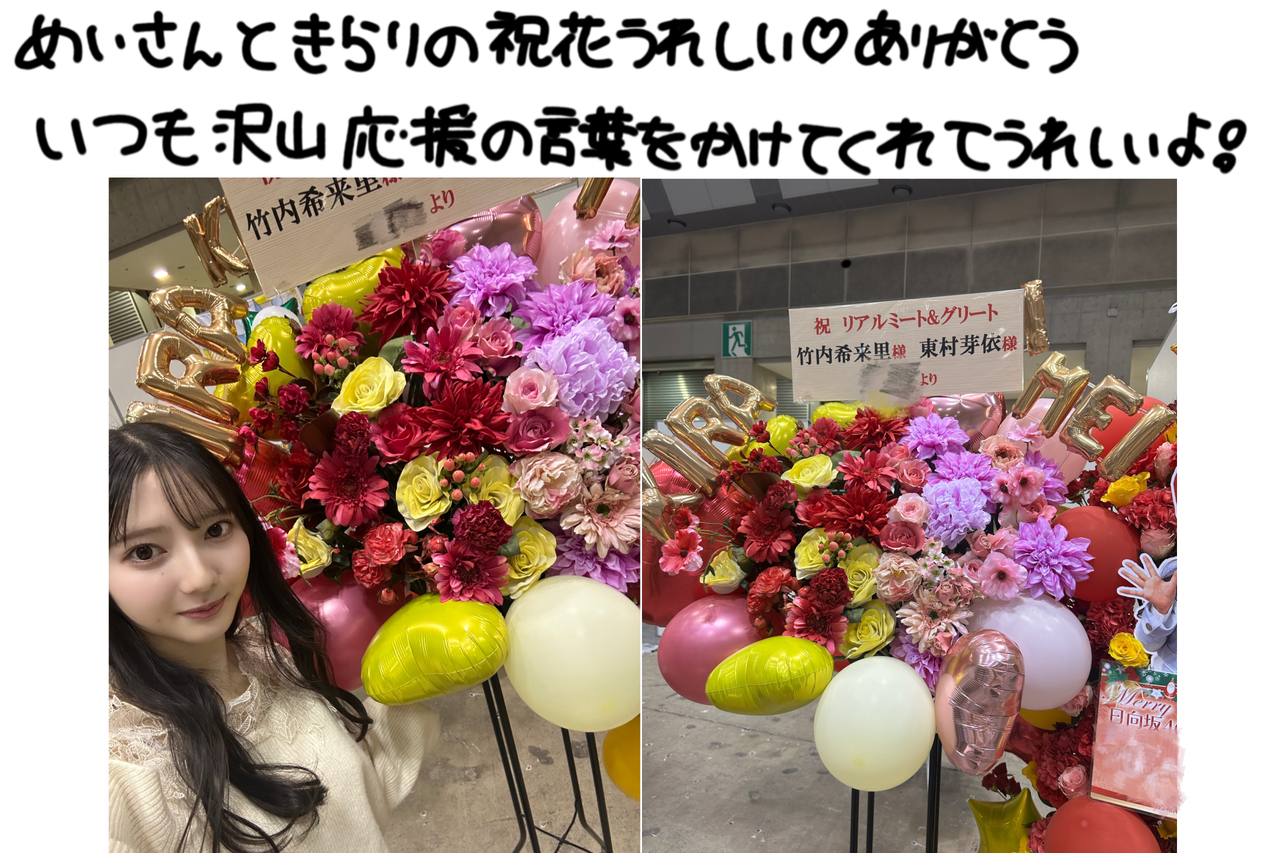 めいさんときらりの祝花うれしい♡ありがとう
いつも沢山応援の言葉をかけてくれてうれしいよ!
竹内希来里様
より
祝 リアルミート&グリート
竹内希来里様 東村芽依様
より
KIRARI
MEI
Merry
日向坂46